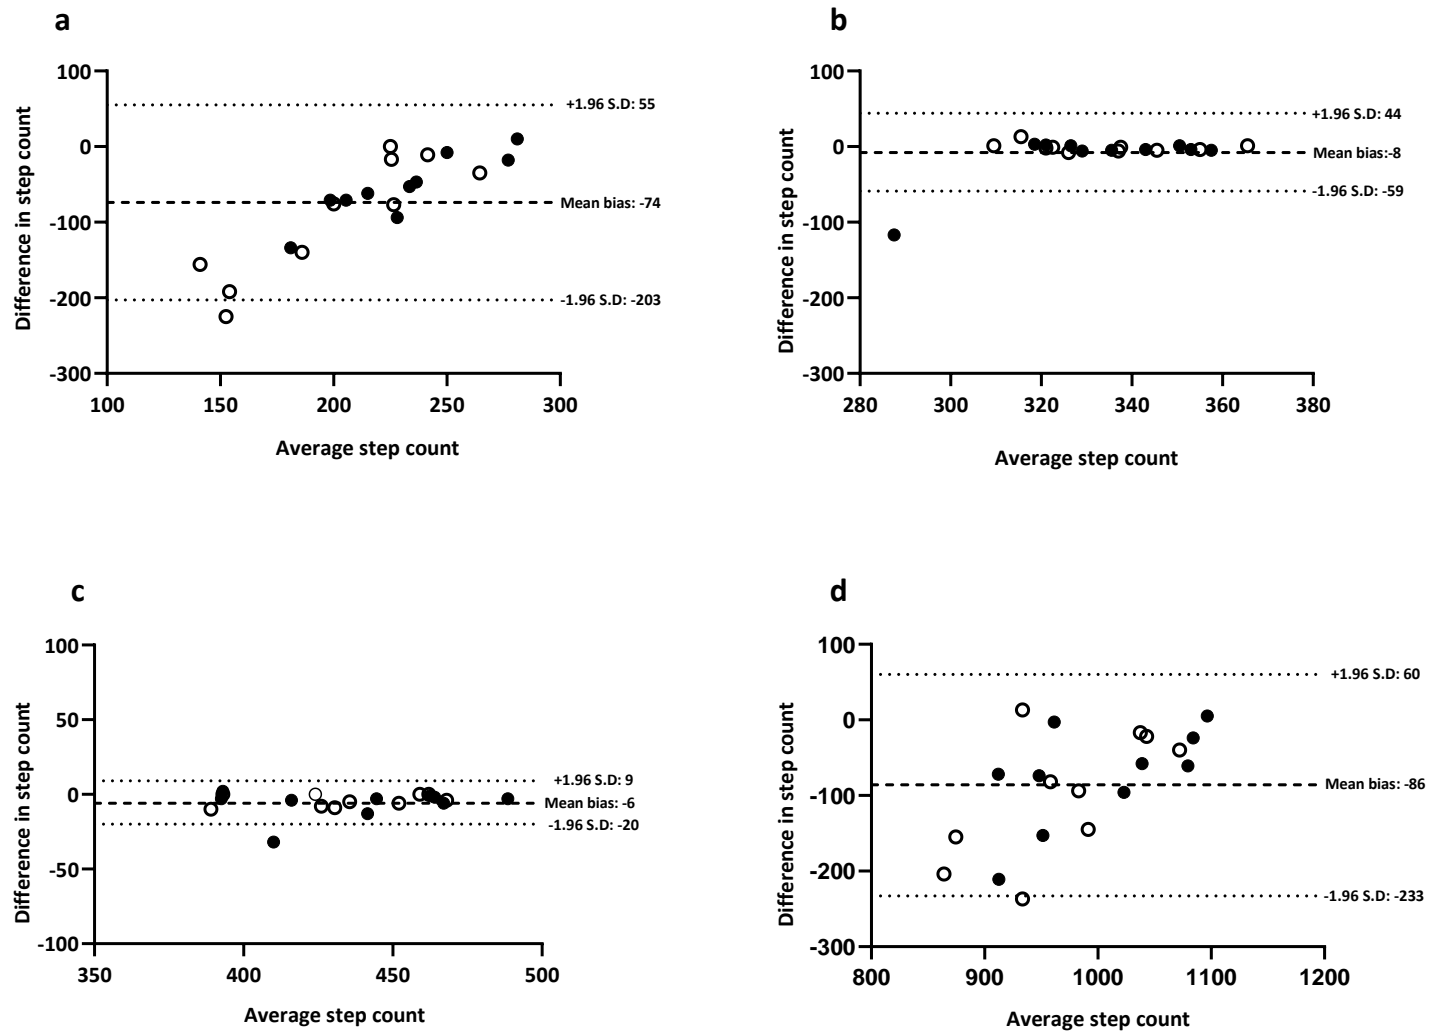 a
100
0
-100
-200
-300
100
150
200
250
300
+1.96 S.D: 55
Mean bias: -74
-1.96 S.D: -203
Difference in step count
Average step count
b
100
0
-100
-200
-300
280
300
320
340
360
380
+1.96 S.D: 44
Mean bias:-8
-1.96 S.D: -59
Difference in step count
Average step count
c
100
50
0
-50
-100
350
400
450
500
+1.96 S.D: 9
Mean bias: -6
-1.96 S.D: -20
Difference in step count
Average step count
d
100
0
-100
-200
-300
800
900
1000
1100
1200
+1.96 S.D: 60
Mean bias: -86
-1.96 S.D: -233
Difference in step count
Average step count